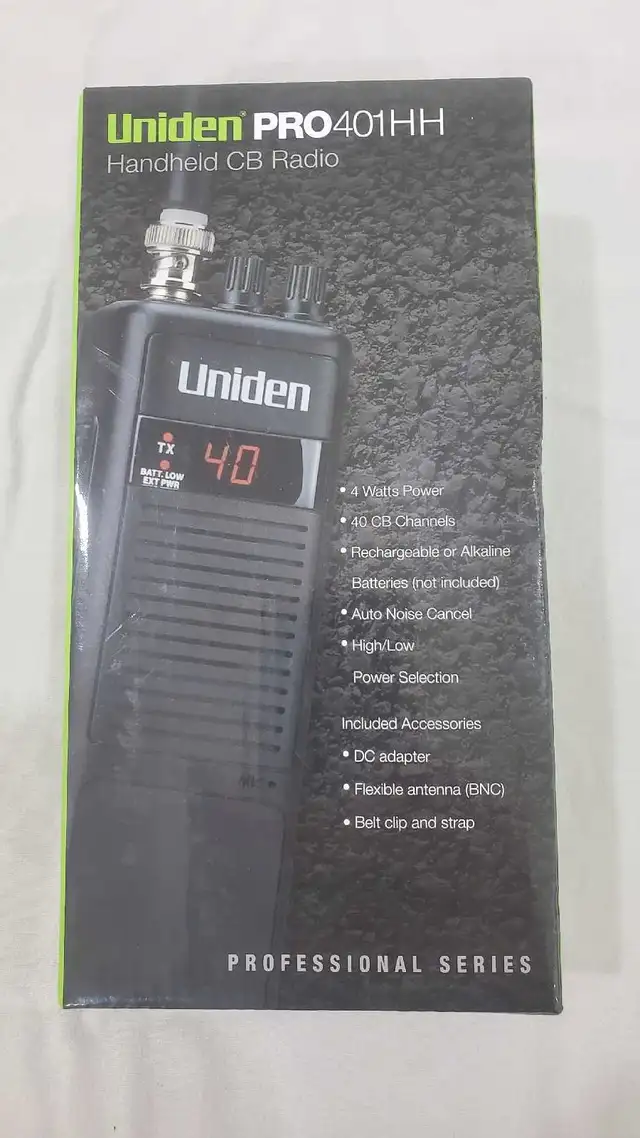 Uniden® PRO401HH
Handheld CB Radio
Uniden
TX
40
BATT. LOW
EXT PWR
• 4 Watts Power
• 40 CB Channels
• Rechargeable or Alkaline
Batteries (not included)
• Auto Noise Cancel
• High/Low
Power Selection
Included Accessories
• DC adapter
• Flexible antenna (BNC)
• Belt clip and strap
PROFESSIONAL SERIES